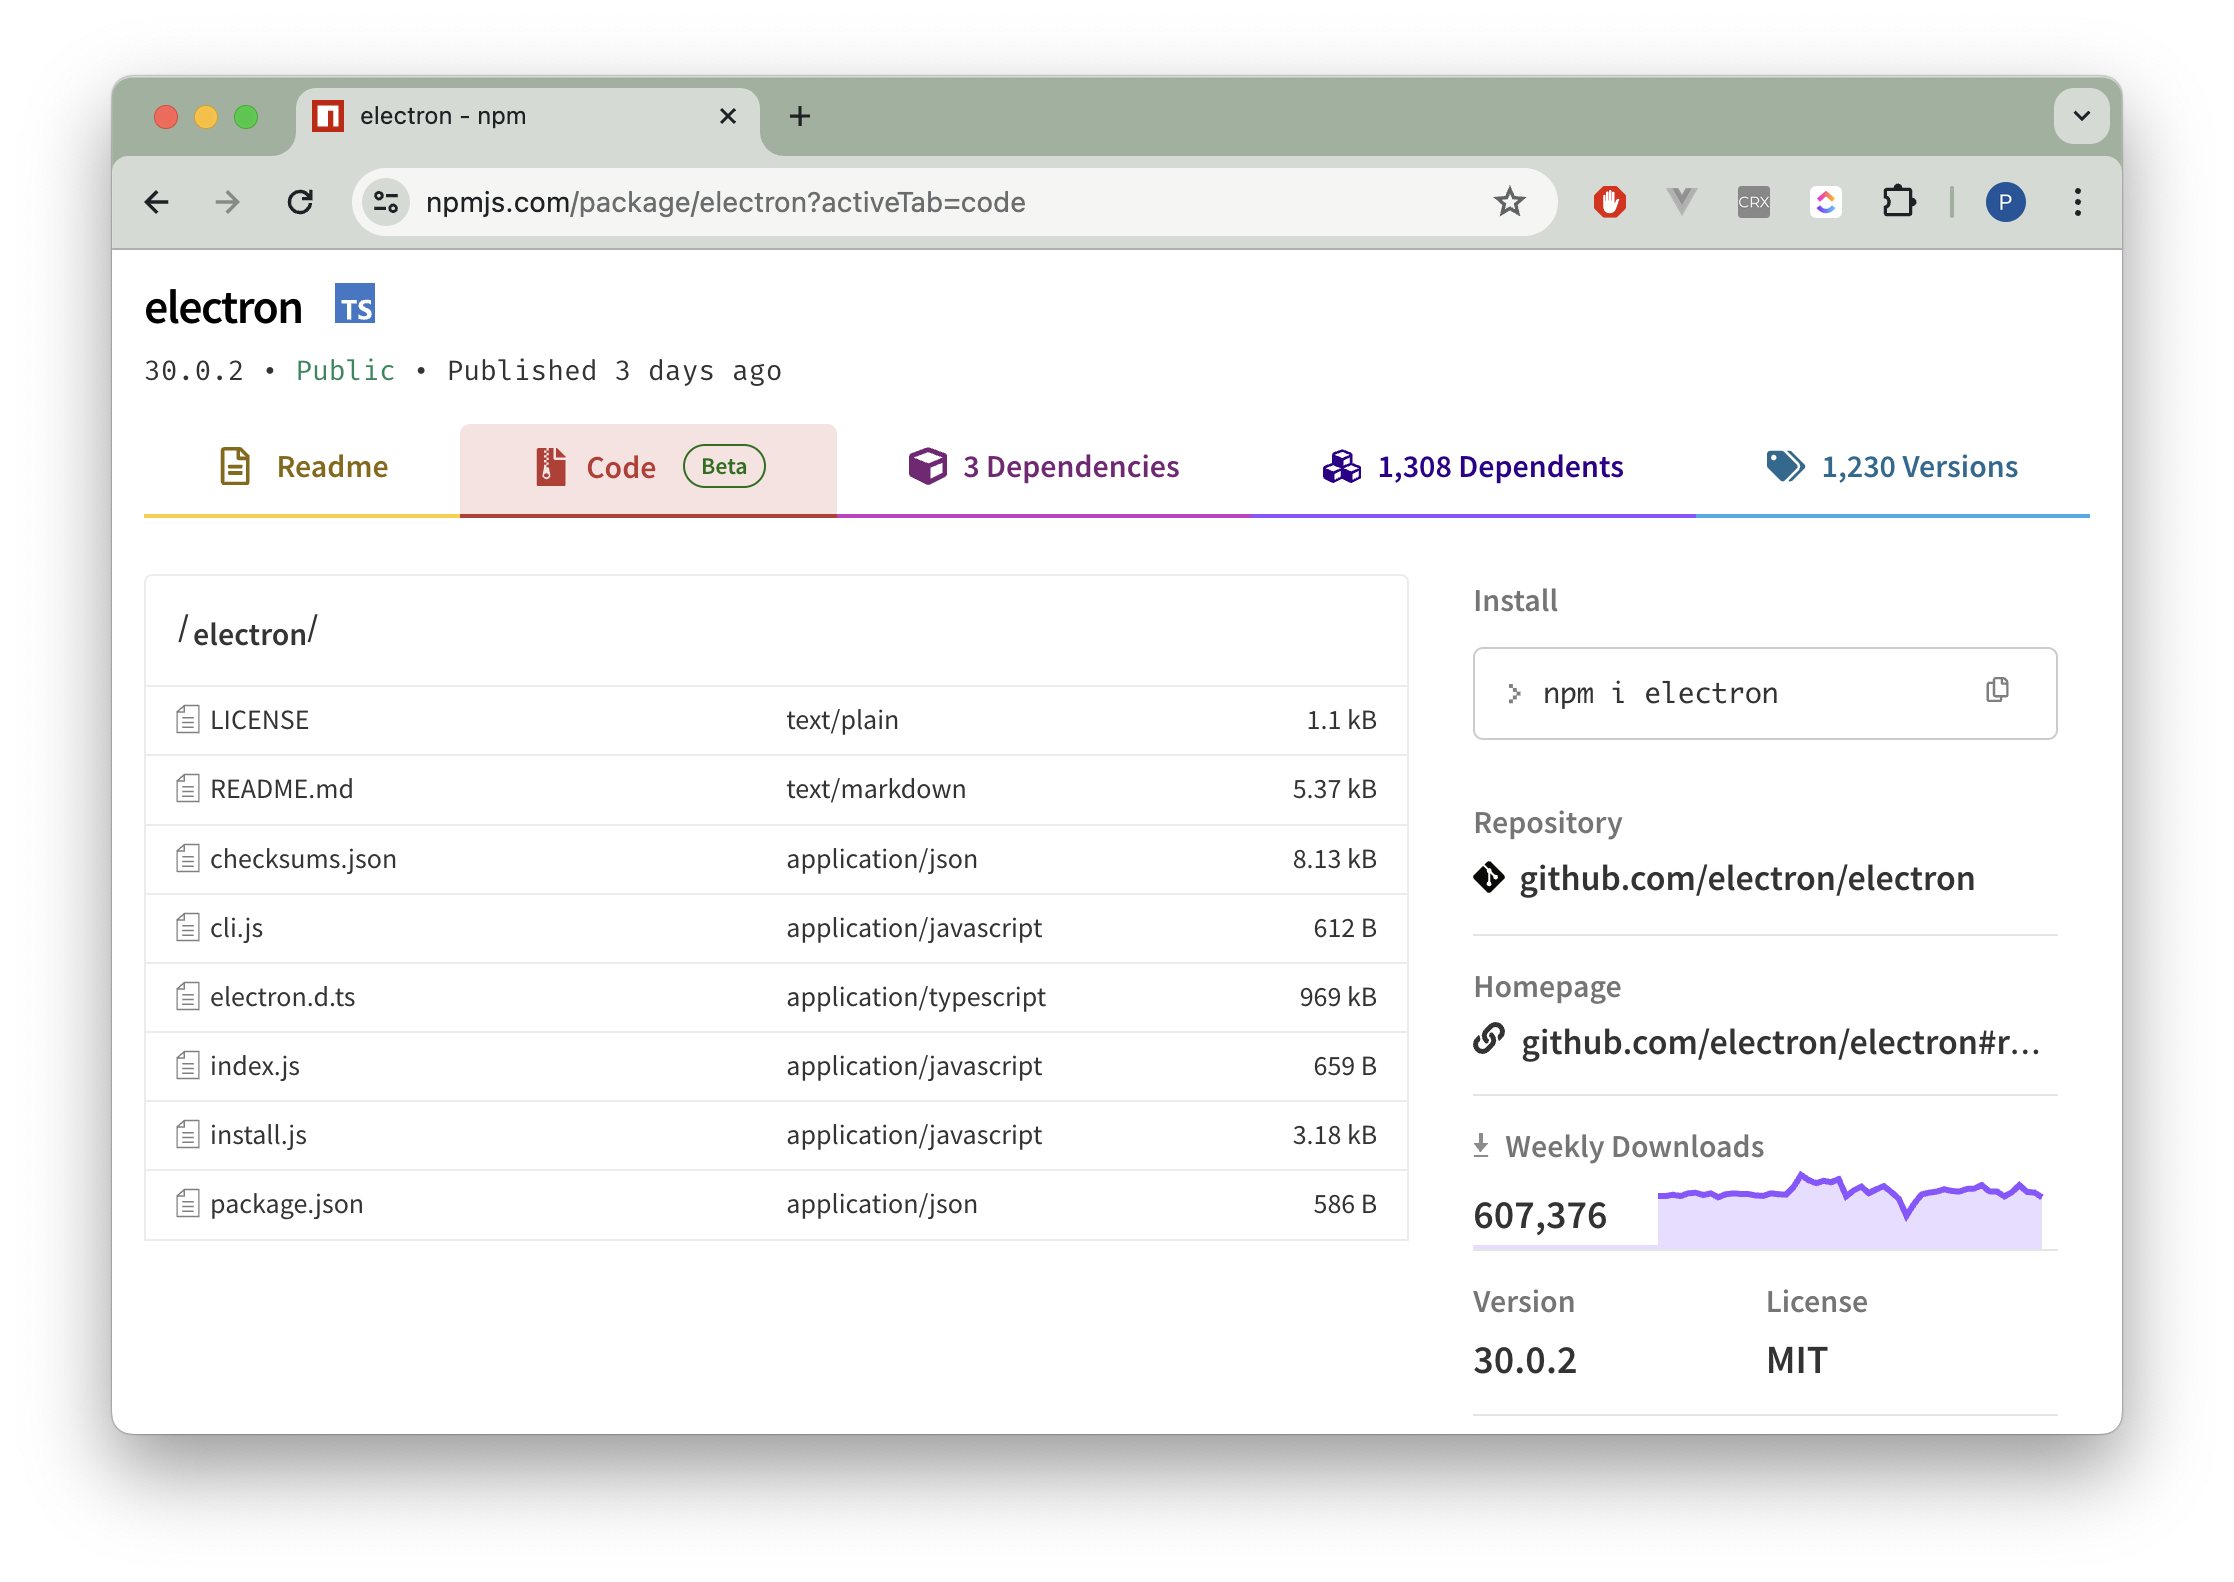 electron - npm
npmjs.com/package/electron?activeTab=code
CRX
P
electron TS
30.0.2 • Public • Published 3 days ago
Readme
Code Beta
3 Dependencies
1,308 Dependents
1,230 Versions
/electron/
LICENSE text/plain 1.1 kB
README.md text/markdown 5.37 kB
checksums.json application/json 8.13 kB
cli.js application/javascript 612 B
electron.d.ts application/typescript 969 kB
index.js application/javascript 659 B
install.js application/javascript 3.18 kB
package.json application/json 586 B
Install
npm i electron
Repository
github.com/electron/electron
Homepage
github.com/electron/electron#r...
Weekly Downloads
607,376
Version License
30.0.2 MIT